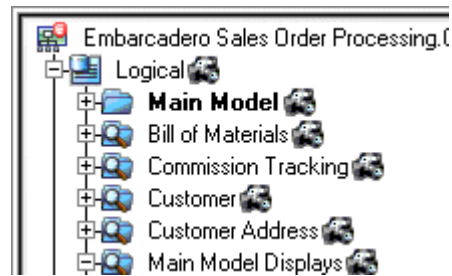 Embarcadero Sales Order Processing.
Logical
Main Model
Bill of Materials
Commission Tracking
Customer
Customer Address
Main Model Displays